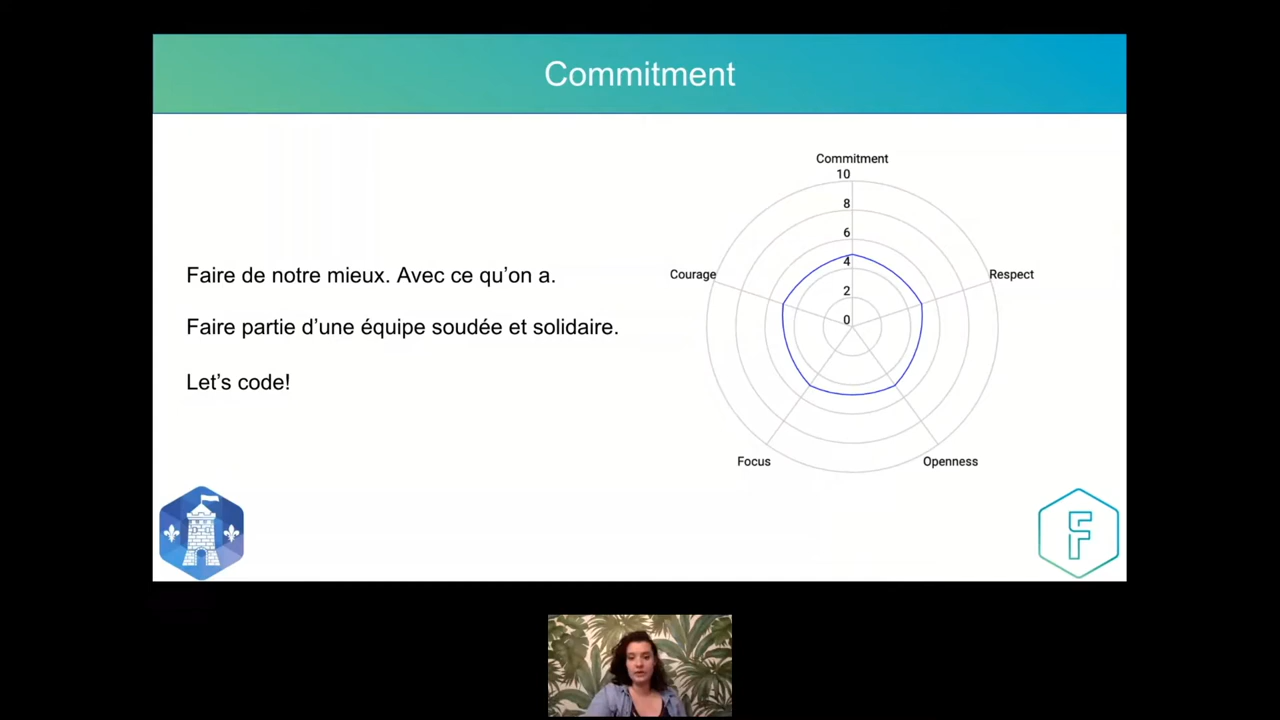 Commitment
Faire de notre mieux. Avec ce qu’on a.
Faire partie d’une équipe soudée et solidaire.
Let’s code!
Commitment
10
8
6
4
2
0
Courage
Respect
Focus
Openness